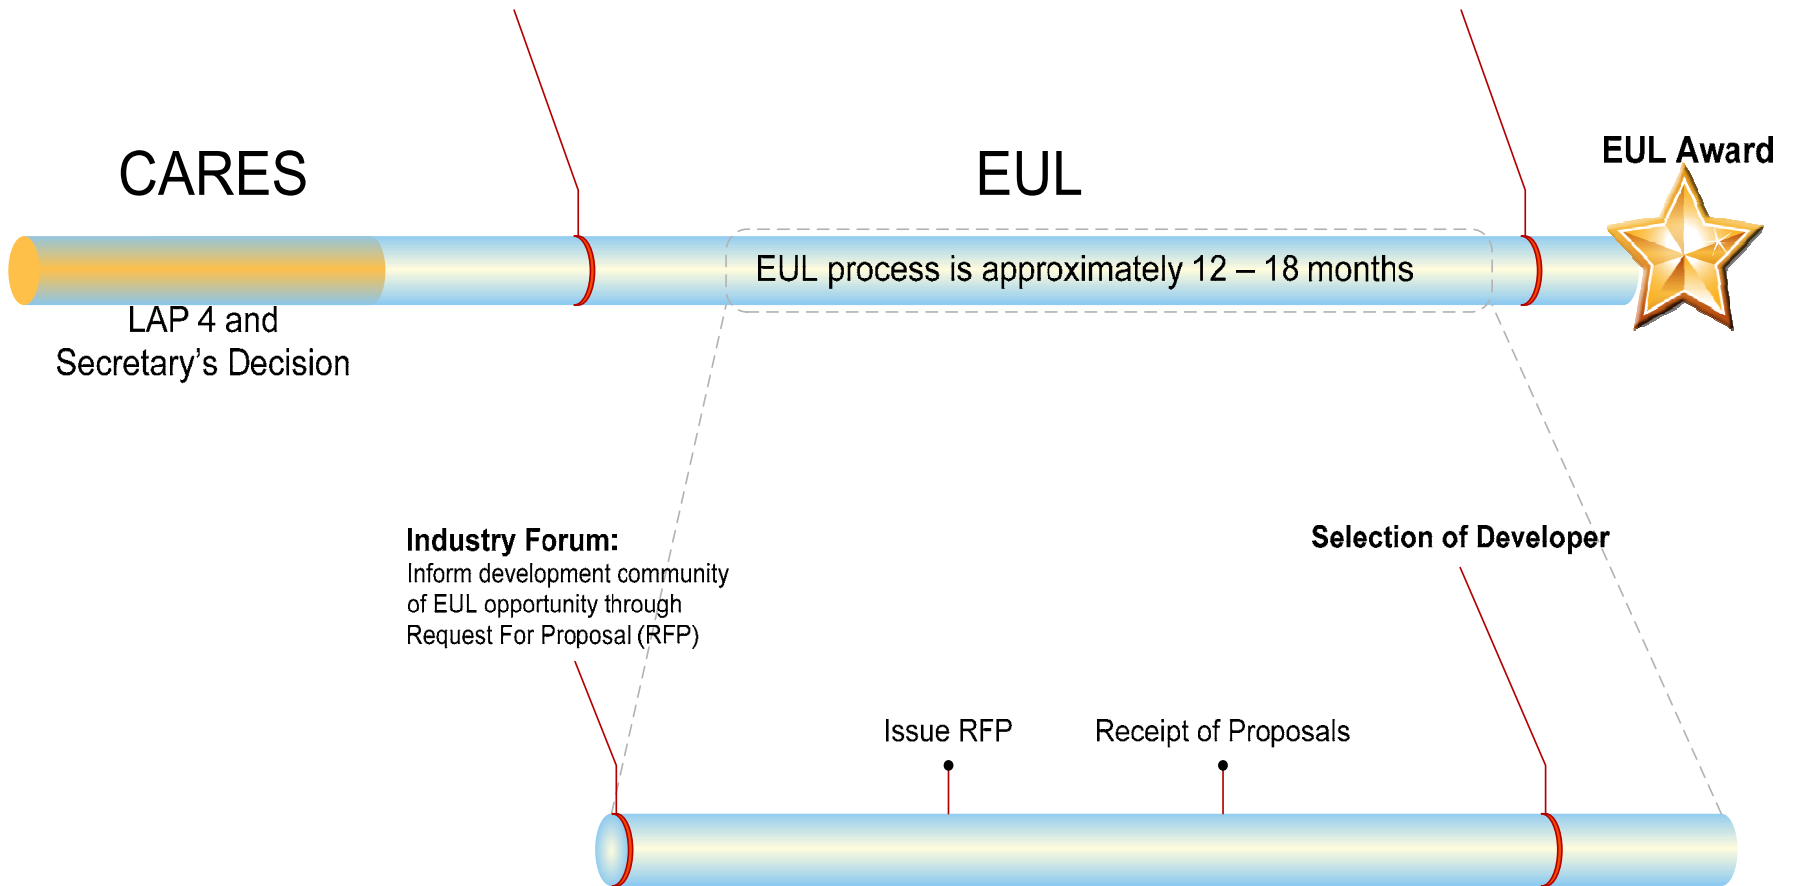 CARES
EUL
EUL Award
EUL process is approximately 12 – 18 months
LAP 4 and
Secretary's Decision
Industry Forum:
Inform development community
of EUL opportunity through
Request For Proposal (RFP)
Selection of Developer
Issue RFP
Receipt of Proposals